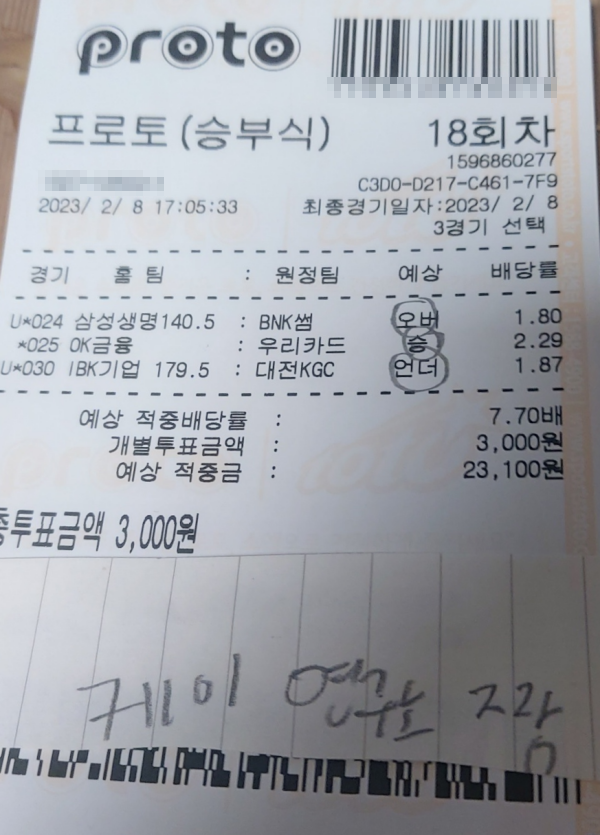 proto
프로토(승부식) 18회차
1596860277
C3D0-D217-C461-7F9
2023/ 2/ 8 17:05:33 최종경기일자:2023/ 2/ 8
3경기 선택
경기 홈팀 : 원정팀 예상 배당률
U*024 삼성생명140.5 : BNK썸 오버 1.80
*025 OK금융 : 우리카드 승 2.29
U*030 IBK기업 179.5 : 대전KGC 언더 1.87
예상 적중배당률 : 7.70배
개별투표금액 : 3,000원
예상 적중금 : 23,100원
총투표금액 3,000원
케이 연구소 장